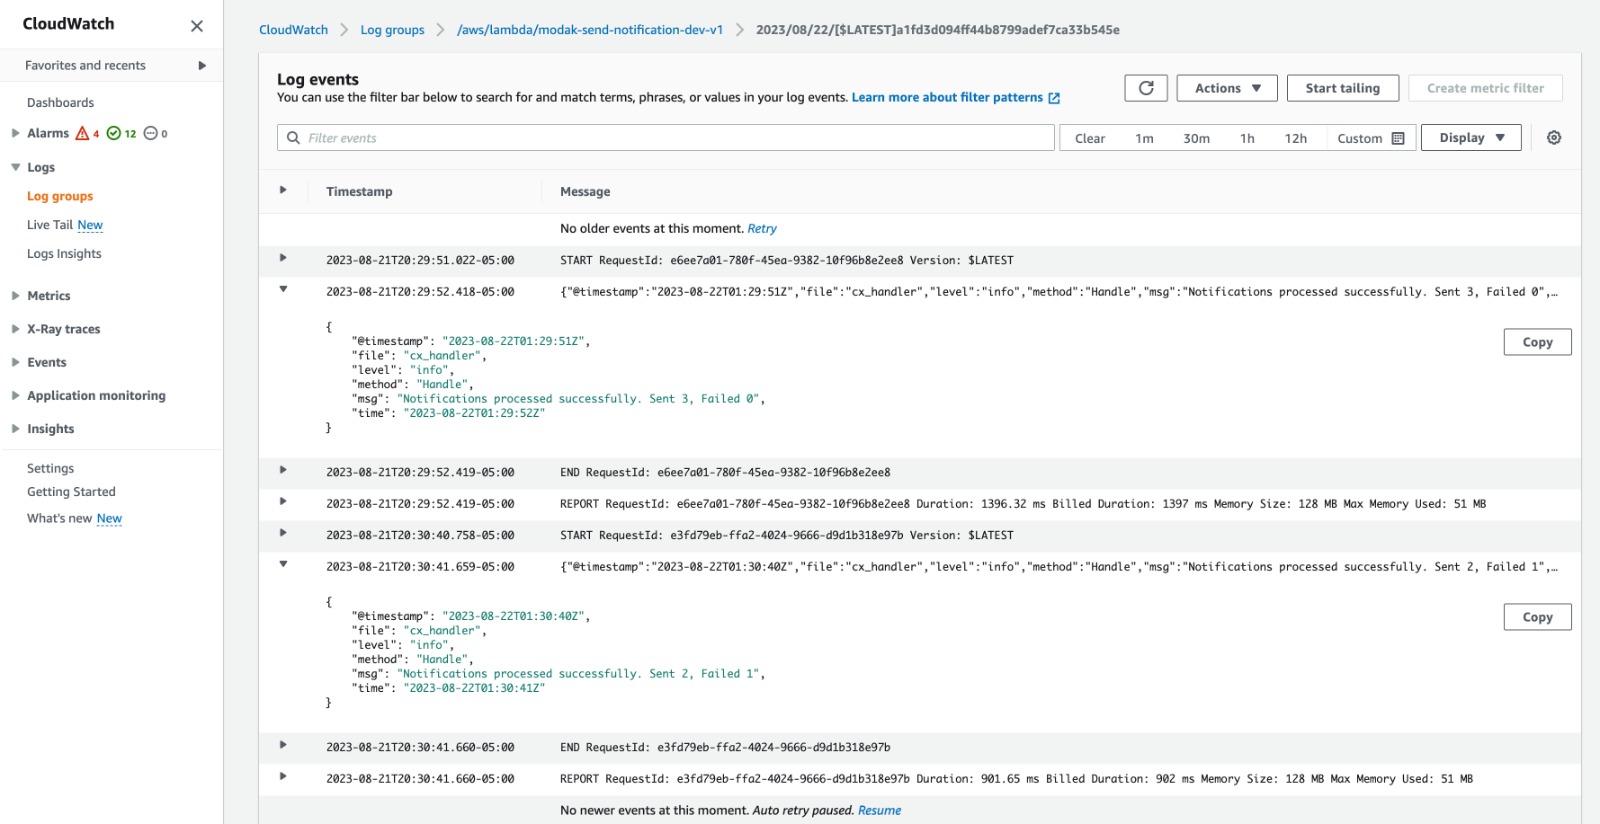 CloudWatch
Favorites and recents
Dashboards
Alarms 4 12 0
Logs
Log groups
Live Tail New
Logs Insights
Metrics
X-Ray traces
Events
Application monitoring
Insights
Settings
Getting Started
What's new New
CloudWatch > Log groups > /aws/lambda/modak-send-notification-dev-v1 > 2023/08/22/[$LATEST]a1fd3d094ff44b8799adef7ca33b545e
Log events
You can use the filter bar below to search for and match terms, phrases, or values in your log events. Learn more about filter patterns
Actions Start tailing Create metric filter
Filter events Clear 1m 30m 1h 12h Custom Display
Timestamp Message
No older events at this moment. Retry
2023-08-21T20:29:51.022-05:00 START RequestId: e6ee7a01-780f-45ea-9382-10f96b8e2ee8 Version: $LATEST
2023-08-21T20:29:52.418-05:00 {"@timestamp":"2023-08-22T01:29:51Z","file":"cx_handler","level":"info","method":"Handle","msg":"Notifications processed successfully. Sent 3, Failed 0",…
{
Copy
"@timestamp": "2023-08-22T01:29:51Z",
"file": "cx_handler",
"level": "info",
"method": "Handle",
"msg": "Notifications processed successfully. Sent 3, Failed 0",
"time": "2023-08-22T01:29:52Z"
}
2023-08-21T20:29:52.419-05:00 END RequestId: e6ee7a01-780f-45ea-9382-10f96b8e2ee8
2023-08-21T20:29:52.419-05:00 REPORT RequestId: e6ee7a01-780f-45ea-9382-10f96b8e2ee8 Duration: 1396.32 ms Billed Duration: 1397 ms Memory Size: 128 MB Max Memory Used: 51 MB
2023-08-21T20:30:40.758-05:00 START RequestId: e3fd79eb-ffa2-4024-9666-d9d1b318e97b Version: $LATEST
2023-08-21T20:30:41.659-05:00 {"@timestamp":"2023-08-22T01:30:40Z","file":"cx_handler","level":"info","method":"Handle","msg":"Notifications processed successfully. Sent 2, Failed 1",…
{
Copy
"@timestamp": "2023-08-22T01:30:40Z",
"file": "cx_handler",
"level": "info",
"method": "Handle",
"msg": "Notifications processed successfully. Sent 2, Failed 1",
"time": "2023-08-22T01:30:41Z"
}
2023-08-21T20:30:41.660-05:00 END RequestId: e3fd79eb-ffa2-4024-9666-d9d1b318e97b
2023-08-21T20:30:41.660-05:00 REPORT RequestId: e3fd79eb-ffa2-4024-9666-d9d1b318e97b Duration: 901.65 ms Billed Duration: 902 ms Memory Size: 128 MB Max Memory Used: 51 MB
No newer events at this moment. Auto retry paused. Resume